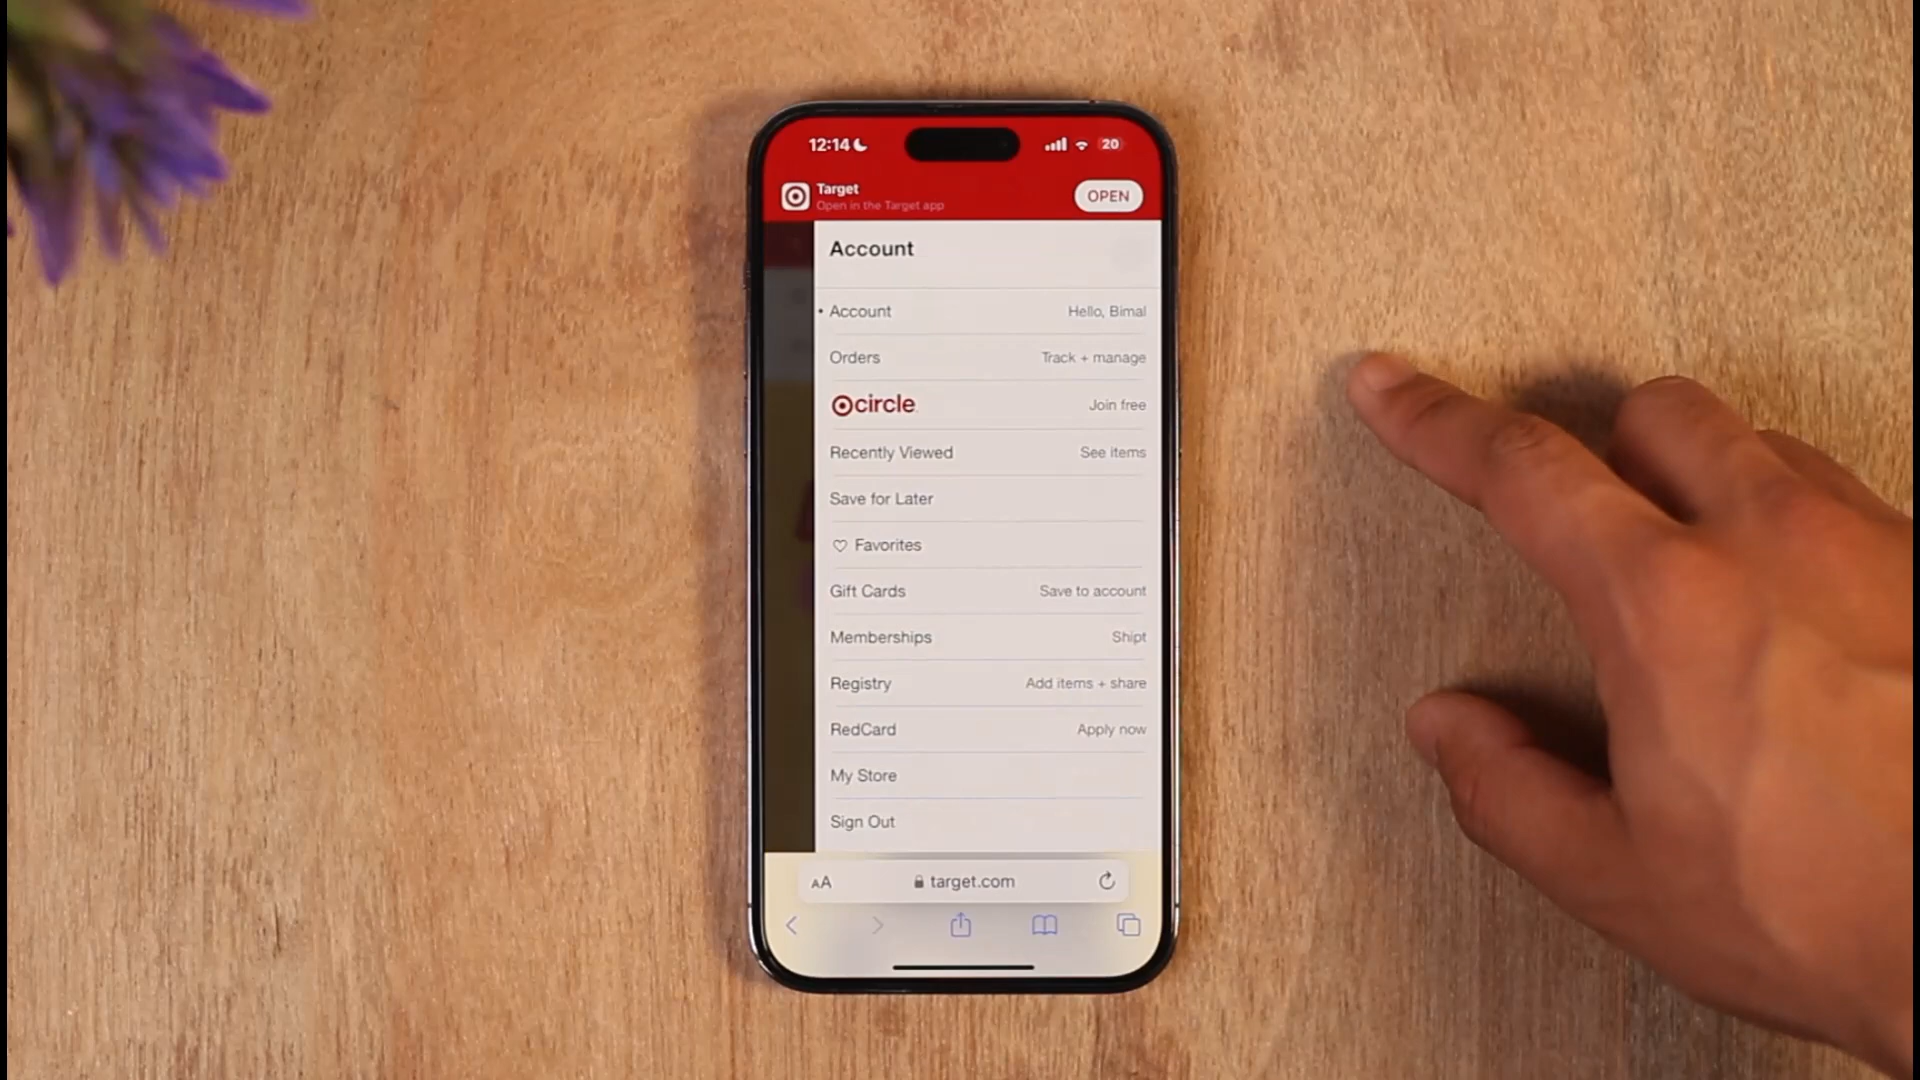 12:14 20
Target
Open in the Target app
OPEN
Account
• Account Hello, Bimal
Orders Track + manage
circle Join free
Recently Viewed See items
Save for Later
Favorites
Gift Cards Save to account
Memberships Shipt
Registry Add items + share
RedCard Apply now
My Store
Sign Out
AA target.com